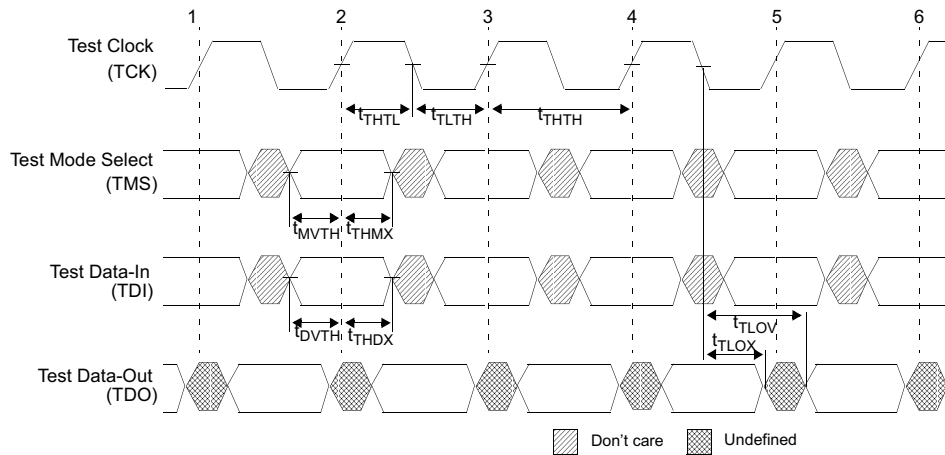 1 2 3 4 5 6
Test Clock
(TCK)
tTHTL tTLTH tTHTH
Test Mode Select
(TMS)
tMVTH tTHMX
Test Data-In
(TDI)
tDVTH tTHDX
tTLOV
tTLOX
Test Data-Out
(TDO)
Don't care Undefined